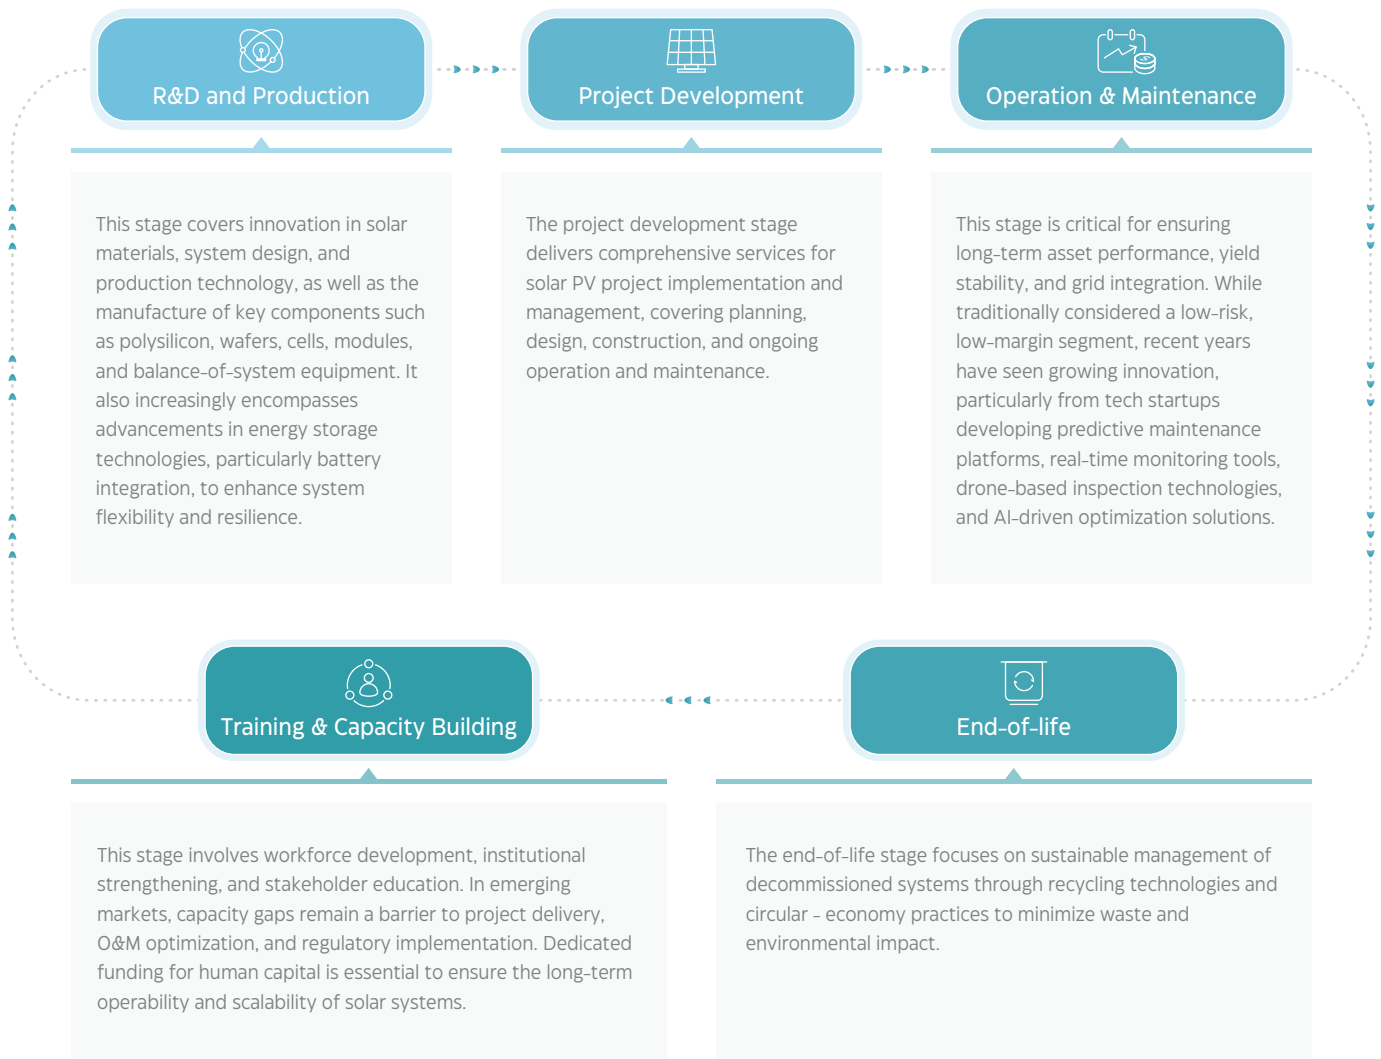 R&D and Production
Project Development
Operation & Maintenance
This stage covers innovation in solar
materials, system design, and
production technology, as well as the
manufacture of key components such
as polysilicon, wafers, cells, modules,
and balance-of-system equipment. It
also increasingly encompasses
advancements in energy storage
technologies, particularly battery
integration, to enhance system
flexibility and resilience.
The project development stage
delivers comprehensive services for
solar PV project implementation and
management, covering planning,
design, construction, and ongoing
operation and maintenance.
This stage is critical for ensuring
long-term asset performance, yield
stability, and grid integration. While
traditionally considered a low-risk,
low-margin segment, recent years
have seen growing innovation,
particularly from tech startups
developing predictive maintenance
platforms, real-time monitoring tools,
drone-based inspection technologies,
and AI-driven optimization solutions.
Training & Capacity Building
End-of-life
This stage involves workforce development, institutional
strengthening, and stakeholder education. In emerging
markets, capacity gaps remain a barrier to project delivery,
O&M optimization, and regulatory implementation. Dedicated
funding for human capital is essential to ensure the long-term
operability and scalability of solar systems.
The end-of-life stage focuses on sustainable management of
decommissioned systems through recycling technologies and
circular - economy practices to minimize waste and
environmental impact.